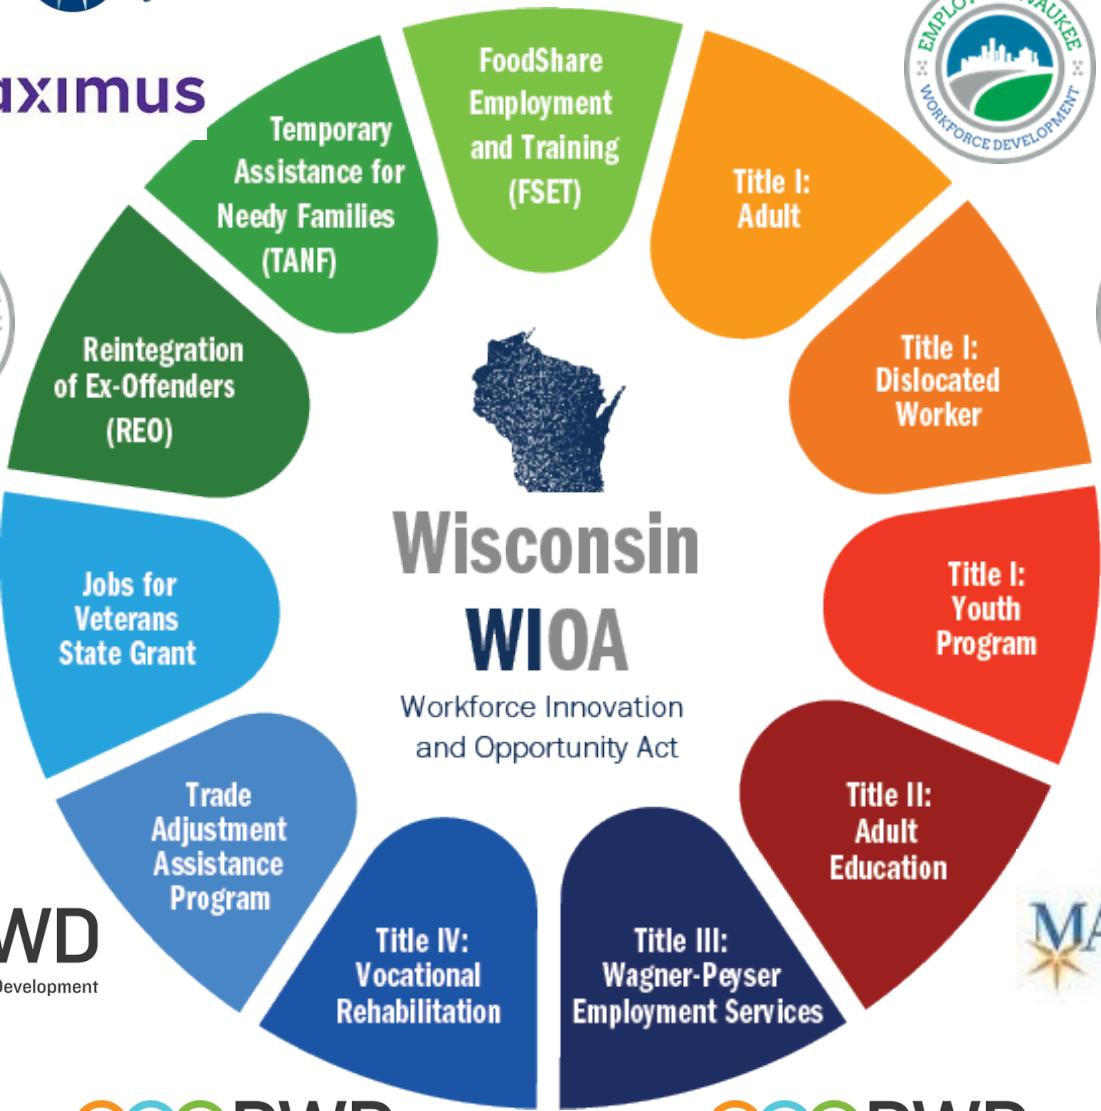 FoodShare
Employment
and Training
(FSET)
Title I:
Adult
Title I:
Dislocated
Worker
Title I:
Youth
Program
Title II:
Adult
Education
Title III:
Wagner-Peyser
Employment Services
Title IV:
Vocational
Rehabilitation
Trade
Adjustment
Assistance
Program
Jobs for
Veterans
State Grant
Reintegration
of Ex-Offenders
(REO)
Temporary
Assistance for
Needy Families
(TANF)
Wisconsin
WIOA
Workforce Innovation
and Opportunity Act
aximus
WORKFORCE DEVELOPMENT
WD
Development
MA